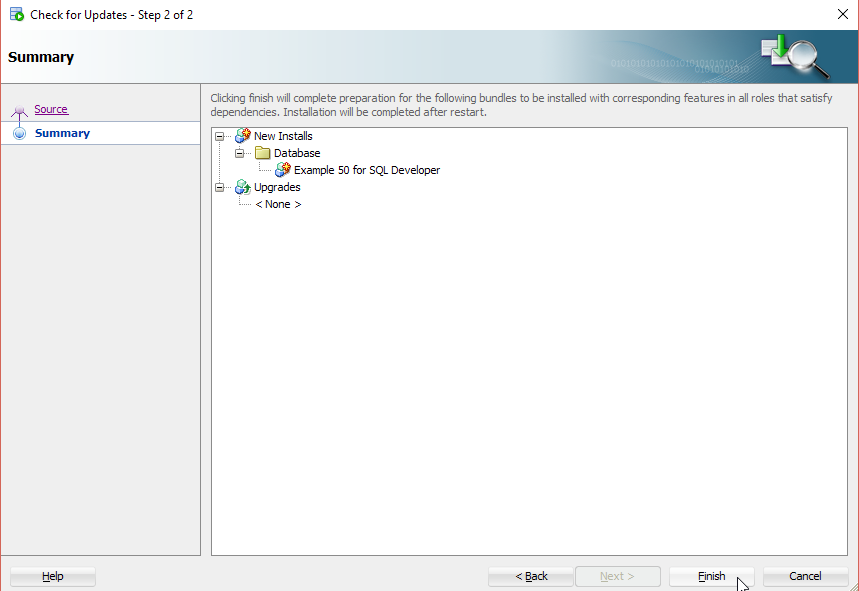 Check for Updates - Step 2 of 2
Summary
010101010101010101010101010101
010101010101
Source
Summary
Clicking finish will complete preparation for the following bundles to be installed with corresponding features in all roles that satisfy
dependencies. Installation will be completed after restart.
New Installs
Database
Example 50 for SQL Developer
Upgrades
< None >
Help
< Back
Next >
Finish
Cancel